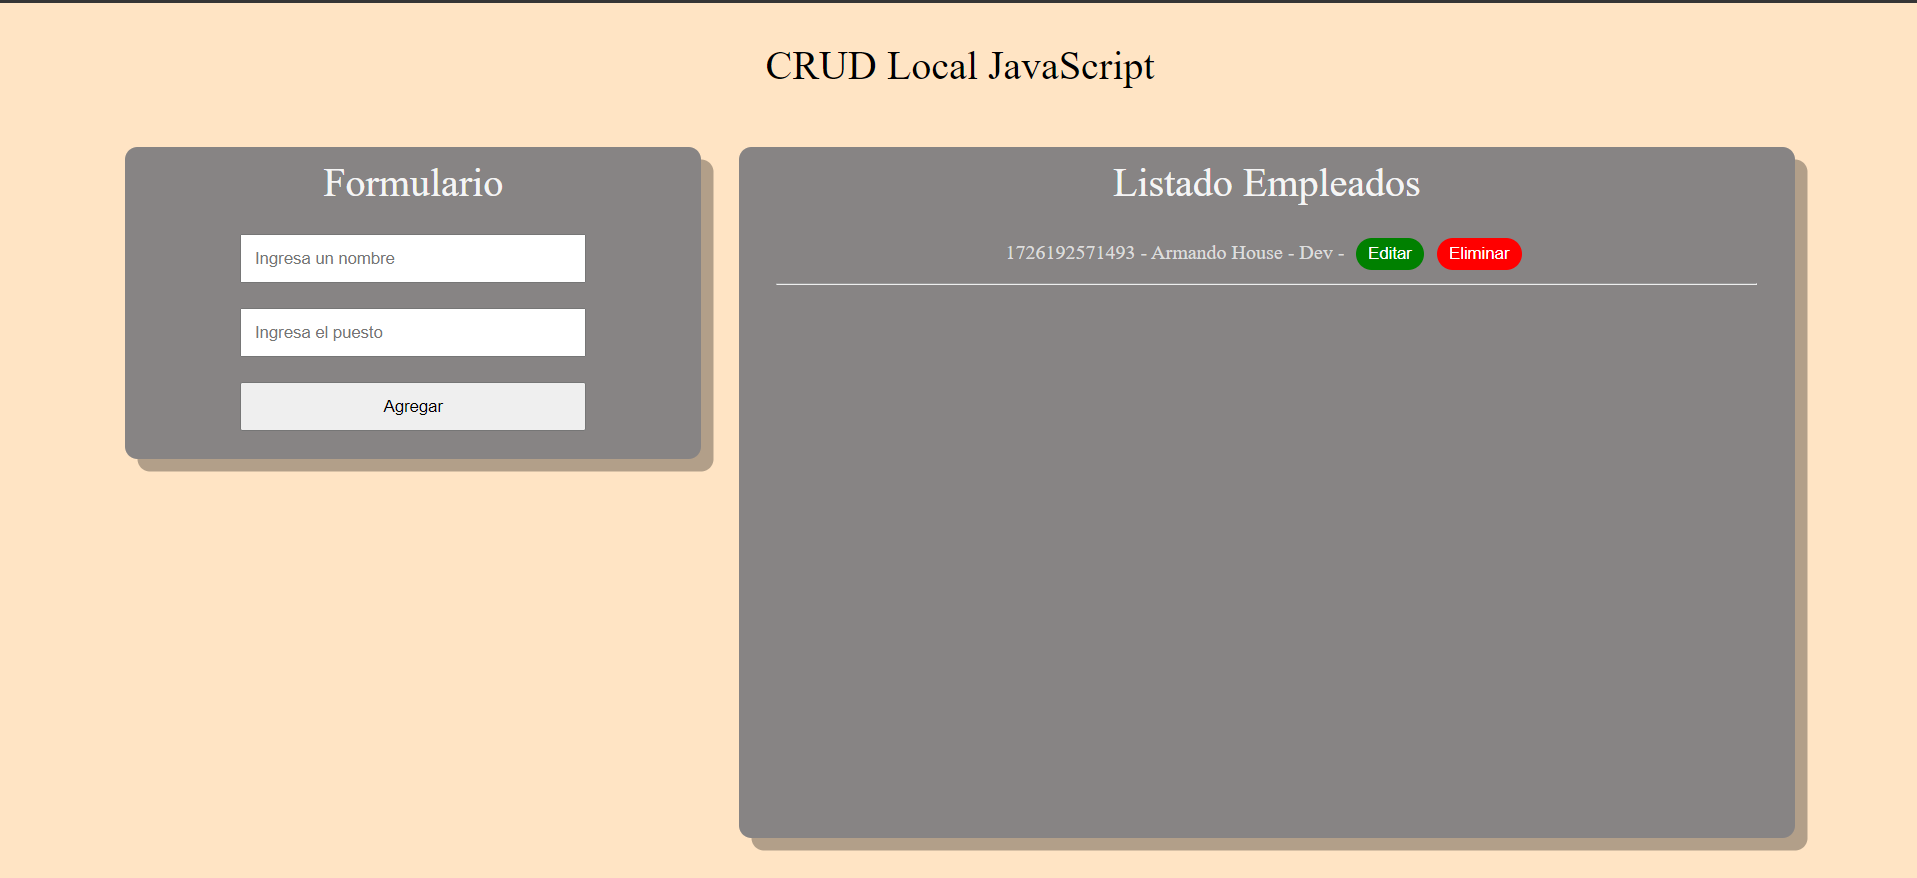 CRUD Local JavaScript
Formulario
Ingresa un nombre
Ingresa el puesto
Agregar
Listado Empleados
1726192571493 - Armando House - Dev - Editar Eliminar